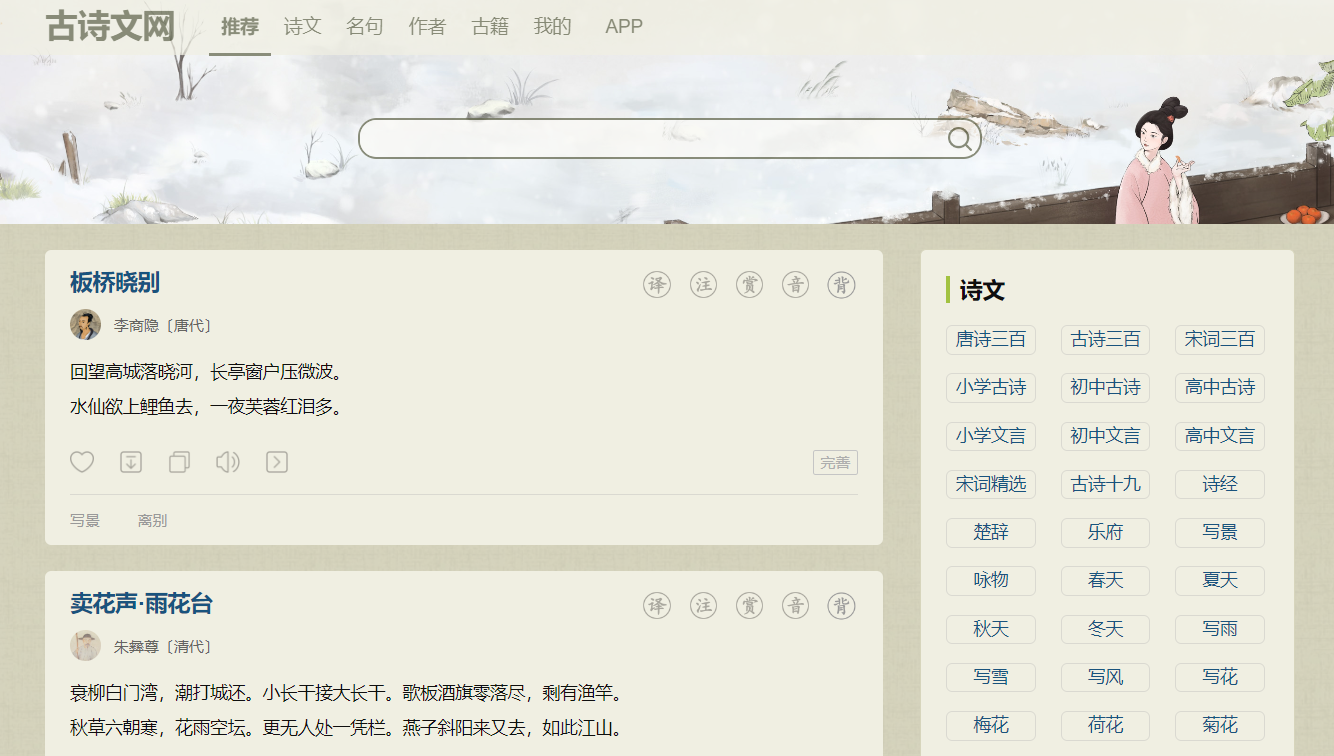 古诗文网 推荐 诗文 名句 作者 古籍 我的 APP
板桥晓别 译 注 赏 音 背
李商隐〔唐代〕
回望高城落晓河，长亭窗户压微波。
水仙欲上鲤鱼去，一夜芙蓉红泪多。
完善
写景 离别
卖花声·雨花台 译 注 赏 音 背
朱彝尊〔清代〕
衰柳白门湾，潮打城还。小长干接大长干。歌板酒旗零落尽，剩有渔竿。
秋草六朝寒，花雨空坛。更无人处一凭栏。燕子斜阳来又去，如此江山。
诗文
唐诗三百 古诗三百 宋词三百
小学古诗 初中古诗 高中古诗
小学文言 初中文言 高中文言
宋词精选 古诗十九 诗经
楚辞 乐府 写景
咏物 春天 夏天
秋天 冬天 写雨
写雪 写风 写花
梅花 荷花 菊花